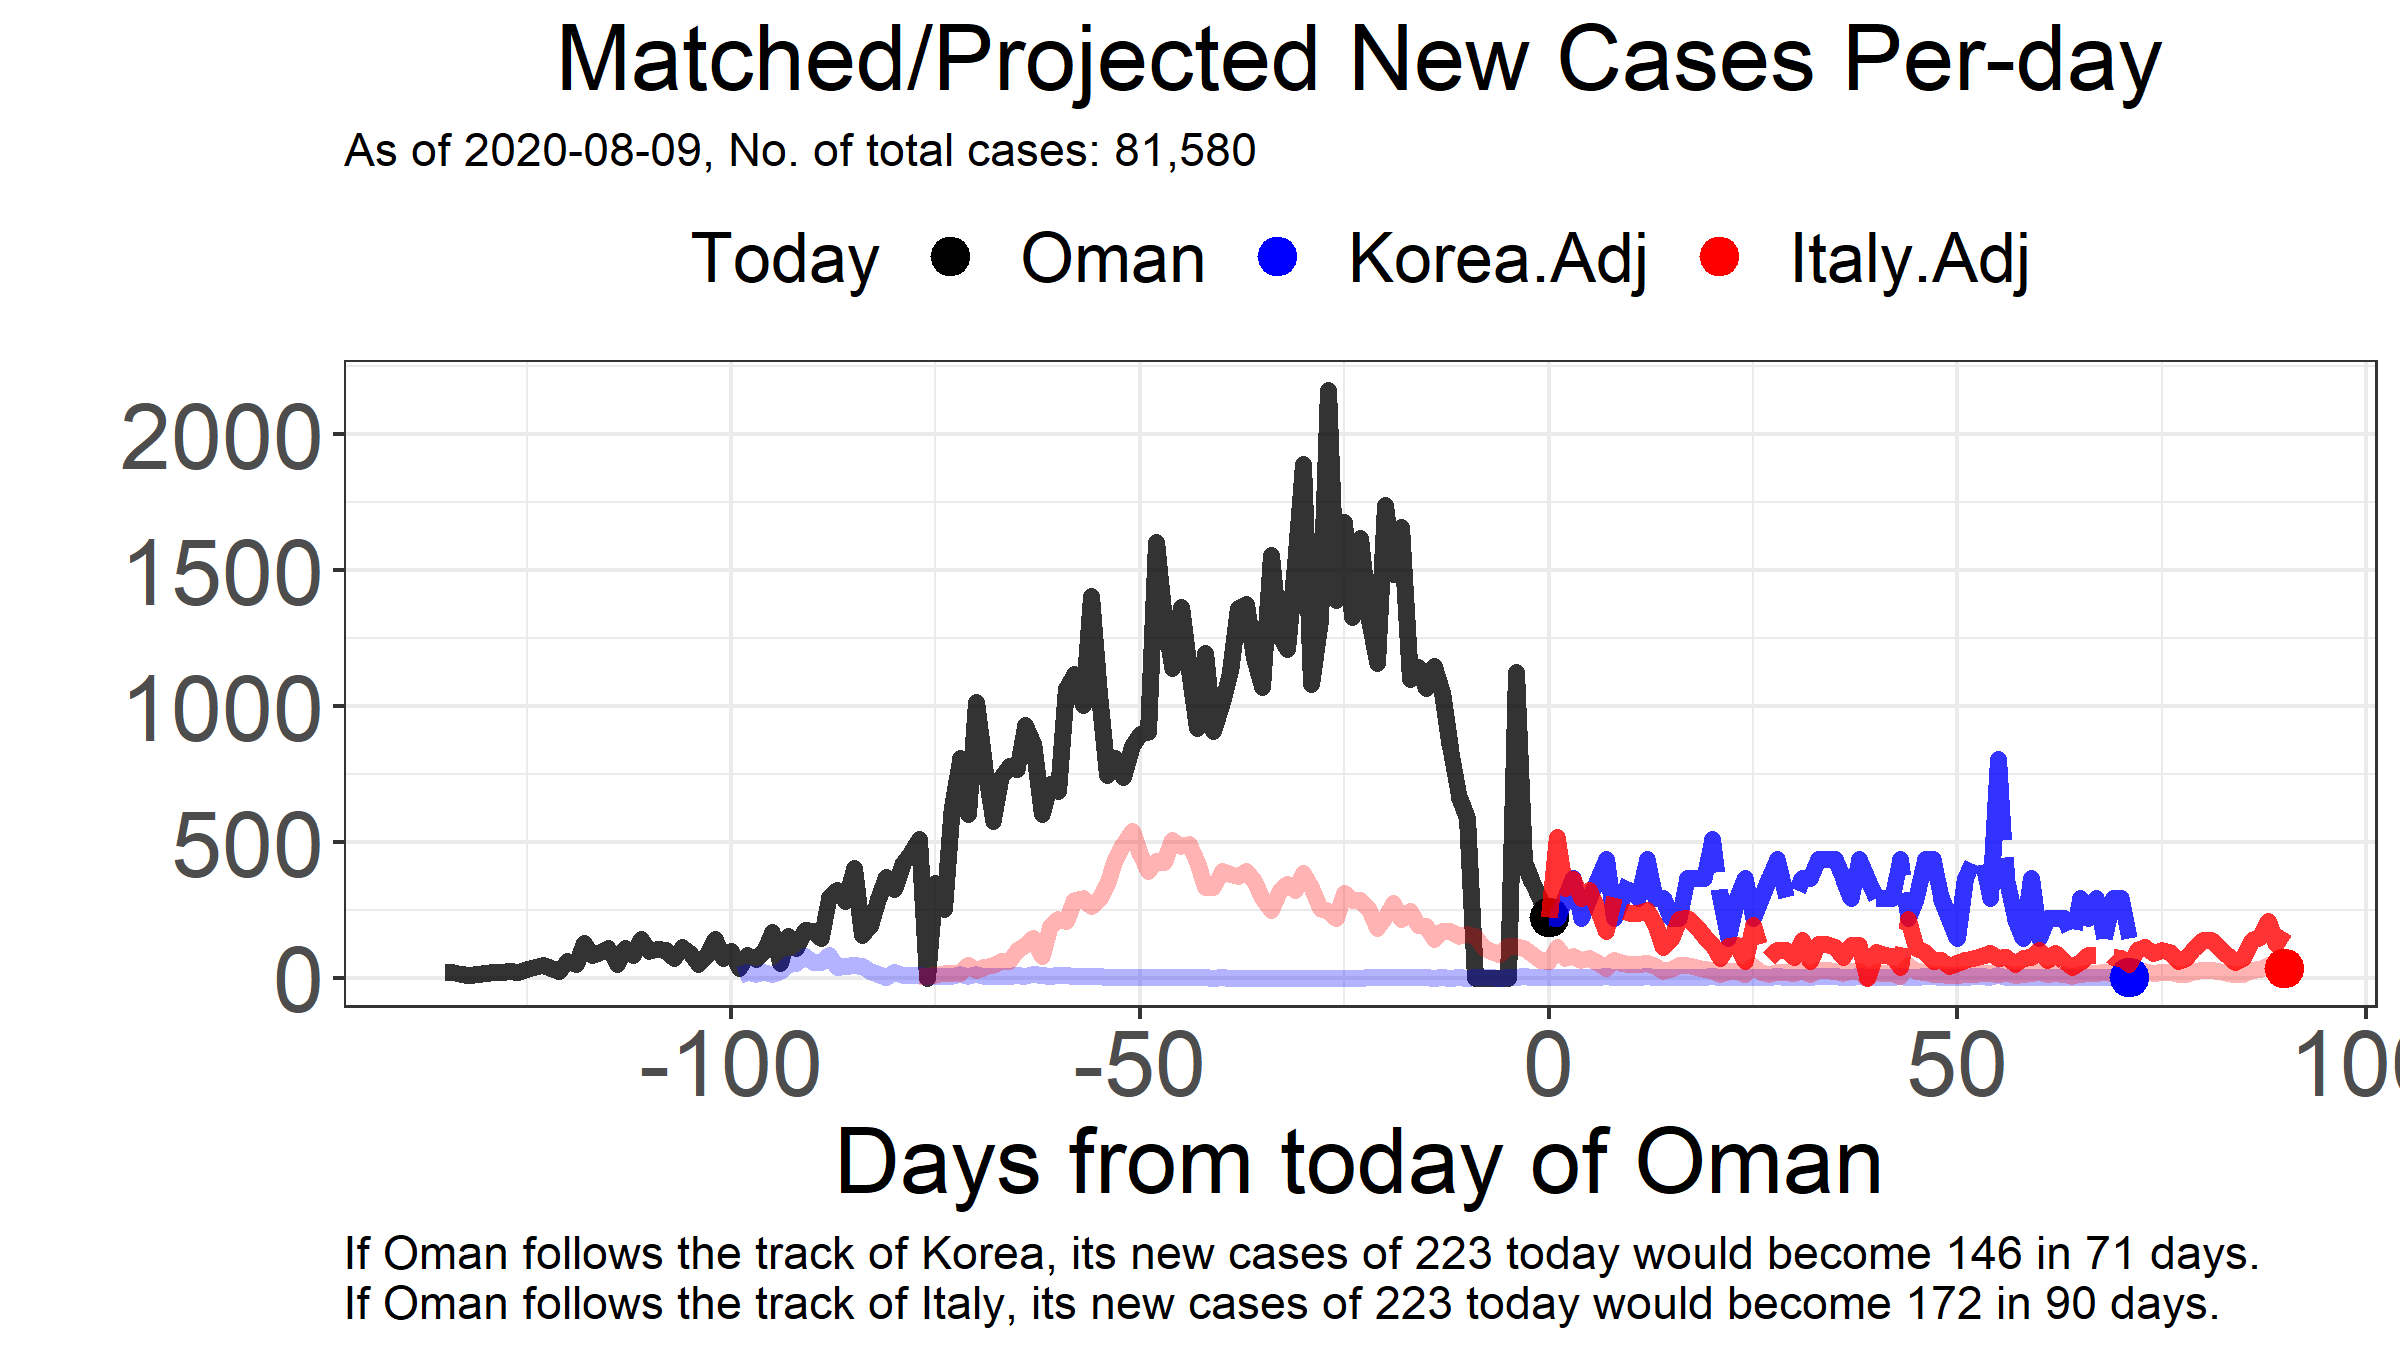 Matched/Projected New Cases Per-day
As of 2020-08-09, No. of total cases: 81,580
Today Oman Korea.Adj Italy.Adj
2000
1500
1000
500
0
-100 -50 0 50 100
Days from today of Oman
If Oman follows the track of Korea, its new cases of 223 today would become 146 in 71 days.
If Oman follows the track of Italy, its new cases of 223 today would become 172 in 90 days.